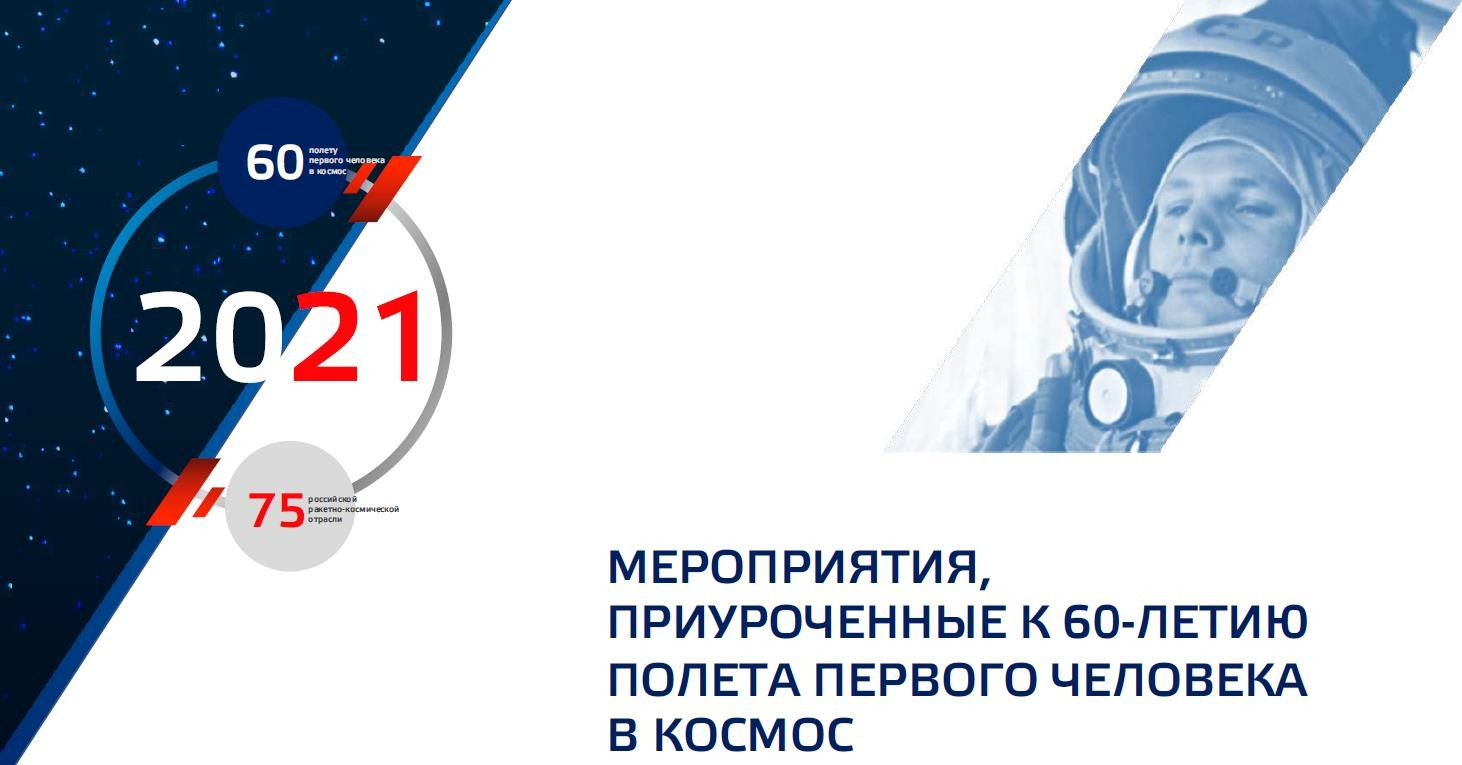 СР
60
полету
первого человека
в космос
2021
75
российской
ракетно-космической
отрасли
МЕРОПРИЯТИЯ,
ПРИУРОЧЕННЫЕ К 60-ЛЕТИЮ
ПОЛЕТА ПЕРВОГО ЧЕЛОВЕКА
В КОСМОС